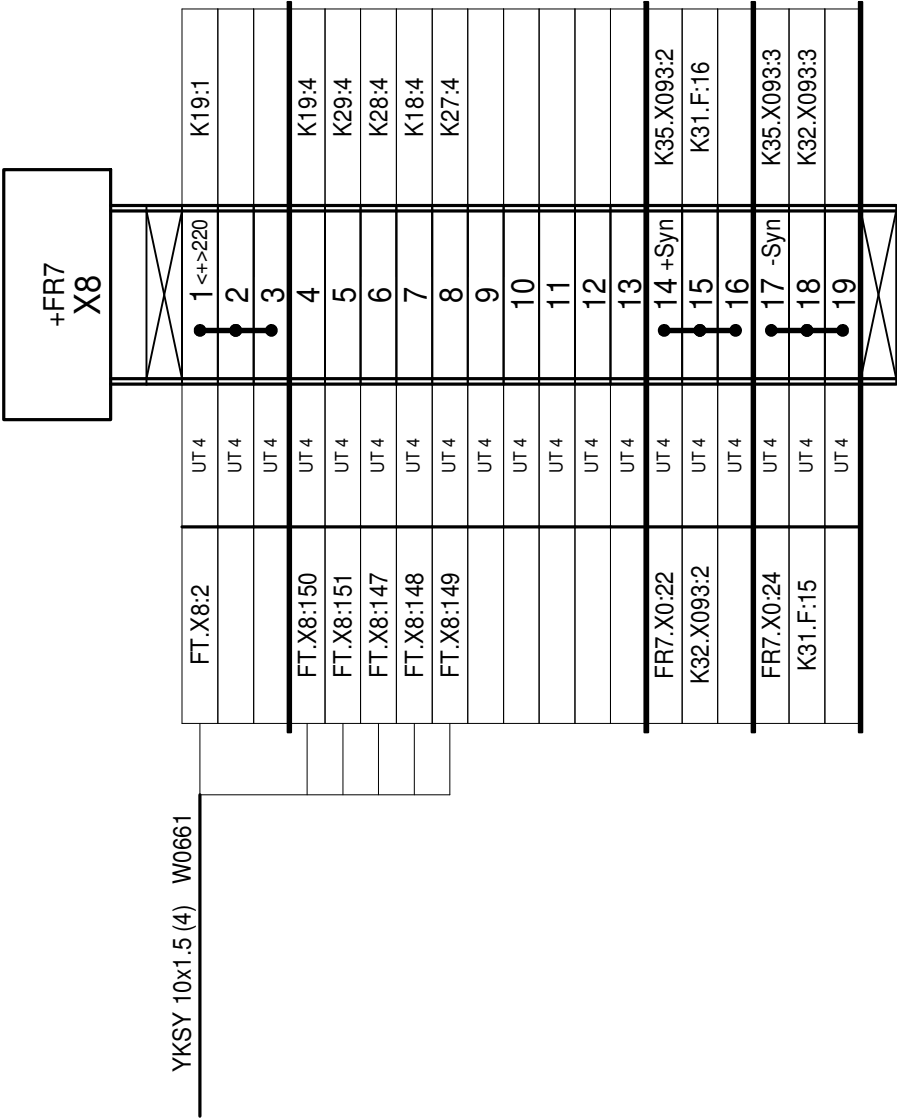 +FR7
X8
FT.X8:2 UT 4 1 <+>220 K19:1
UT 4 2
UT 4 3
FT.X8:150 UT 4 4 K19:4
FT.X8:151 UT 4 5 K29:4
FT.X8:147 UT 4 6 K28:4
FT.X8:148 UT 4 7 K18:4
FT.X8:149 UT 4 8 K27:4
UT 4 9
UT 4 10
UT 4 11
UT 4 12
UT 4 13
FR7.X0:22 UT 4 14 +Syn K35.X093:2
K32.X093:2 UT 4 15 K31.F:16
UT 4 16
FR7.X0:24 UT 4 17 -Syn K35.X093:3
K31.F:15 UT 4 18 K32.X093:3
UT 4 19
YKSY 10x1.5 (4) W0661